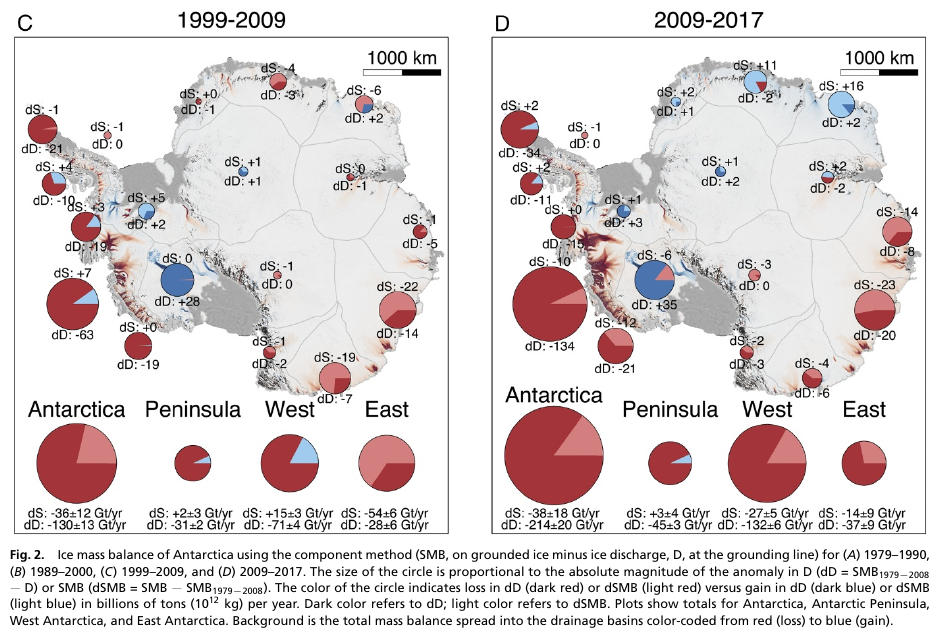 C
1999-2009
1000 km
dS: -4
dD: -3
dS: +0
dD: -1
dS: -6
dD: +2
dS: -1
dD: -21
dS: -1
dD: 0
dS: +4
dD: -10
dS: +1
dD: +1
dS: 0
dD: -1
dS: +5
dD: +2
dS: +3
dD: -19
dS: -1
dD: -5
dS: 0
dD: +28
dS: -1
dD: 0
dS: +7
dD: -63
dS: -22
dD: -14
dS: +0
dD: -19
dS: -1
dD: -2
dS: -19
dD: -7
Antarctica
Peninsula
West
East
dS: -36±12 Gt/yr
dD: -130±13 Gt/yr
dS: +2±3 Gt/yr
dD: -31±2 Gt/yr
dS: +15±3 Gt/yr
dD: -71±4 Gt/yr
dS: -54±6 Gt/yr
dD: -28±6 Gt/yr
D
2009-2017
1000 km
dS: +11
dD: -2
dS: +2
dD: +1
dS: +16
dD: +2
dS: +2
dD: -34
dS: -1
dD: 0
dS: +2
dD: -11
dS: +1
dD: +2
dS: +2
dD: -2
dS: +1
dD: +3
dS: +0
dD: -15
dS: -14
dD: -8
dS: -6
dD: +35
dS: -3
dD: 0
dS: -10
dD: -134
dS: -23
dD: -20
dS: -12
dD: -21
dS: -2
dD: -3
dS: -4
dD: -6
Antarctica
Peninsula
West
East
dS: -38±18 Gt/yr
dD: -214±20 Gt/yr
dS: +3±4 Gt/yr
dD: -45±3 Gt/yr
dS: -27±5 Gt/yr
dD: -132±6 Gt/yr
dS: -14±9 Gt/yr
dD: -37±9 Gt/yr
Fig. 2. Ice mass balance of Antarctica using the component method (SMB, on grounded ice minus ice discharge, D, at the grounding line) for (A) 1979–1990,
(B) 1989–2000, (C) 1999–2009, and (D) 2009–2017. The size of the circle is proportional to the absolute magnitude of the anomaly in D (dD = SMB1979−2008
− D) or SMB (dSMB = SMB − SMB1979−2008). The color of the circle indicates loss in dD (dark red) or dSMB (light red) versus gain in dD (dark blue) or dSMB
(light blue) in billions of tons (10¹² kg) per year. Dark color refers to dD; light color refers to dSMB. Plots show totals for Antarctica, Antarctic Peninsula,
West Antarctica, and East Antarctica. Background is the total mass balance spread into the drainage basins color-coded from red (loss) to blue (gain).